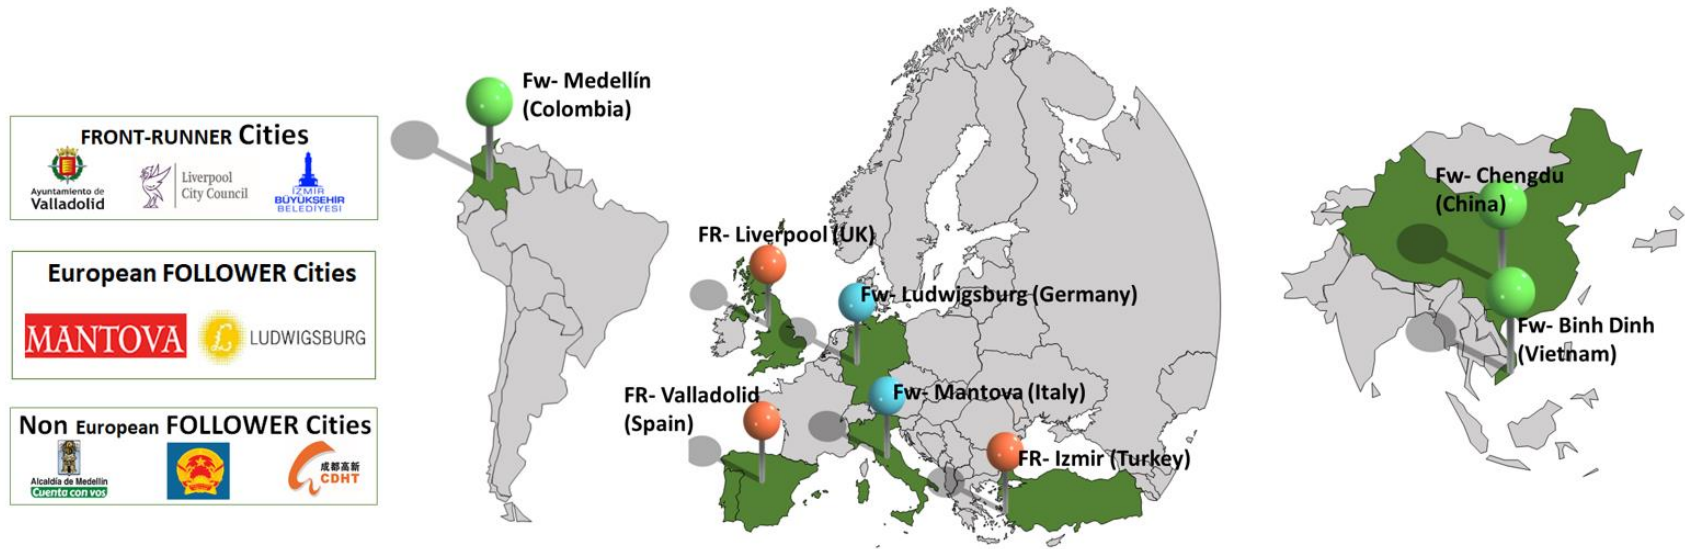 FRONT-RUNNER Cities
Ayuntamiento de
Valladolid
Liverpool
City Council
İZMİR
BÜYÜKŞEHİR
BELEDİYESİ
European FOLLOWER Cities
MANTOVA
LUDWIGSBURG
Non European FOLLOWER Cities
Alcaldía de Medellín
Cuenta con vos
成都高新
CDHT
Fw- Medellín
(Colombia)
FR- Liverpool (UK)
Fw- Ludwigsburg (Germany)
FR- Valladolid
(Spain)
Fw- Mantova (Italy)
FR- Izmir (Turkey)
Fw- Chengdu
(China)
Fw- Binh Dinh
(Vietnam)